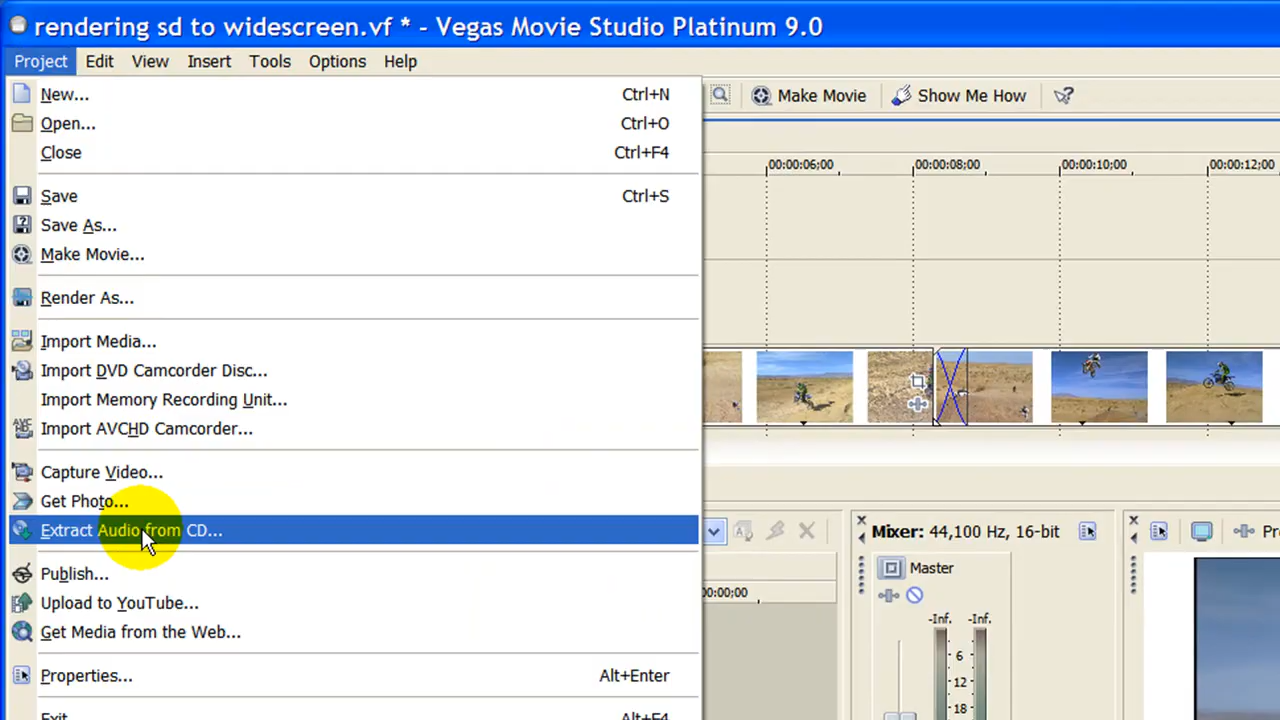 rendering sd to widescreen.vf * - Vegas Movie Studio Platinum 9.0
Project Edit View Insert Tools Options Help
New... Ctrl+N
Make Movie Show Me How
Open... Ctrl+O
Close Ctrl+F4
00:00:06;00 00:00:08;00 00:00:10;00 00:00:12;00
Save Ctrl+S
Save As...
Make Movie...
Render As...
Import Media...
Import DVD Camcorder Disc...
Import Memory Recording Unit...
Import AVCHD Camcorder...
Capture Video...
Get Photo...
Extract Audio from CD...
Mixer: 44,100 Hz, 16-bit
Master
Publish...
Upload to YouTube...
-Inf. -Inf.
Get Media from the Web...
6
Properties... Alt+Enter
12
18
Exit Alt+F4